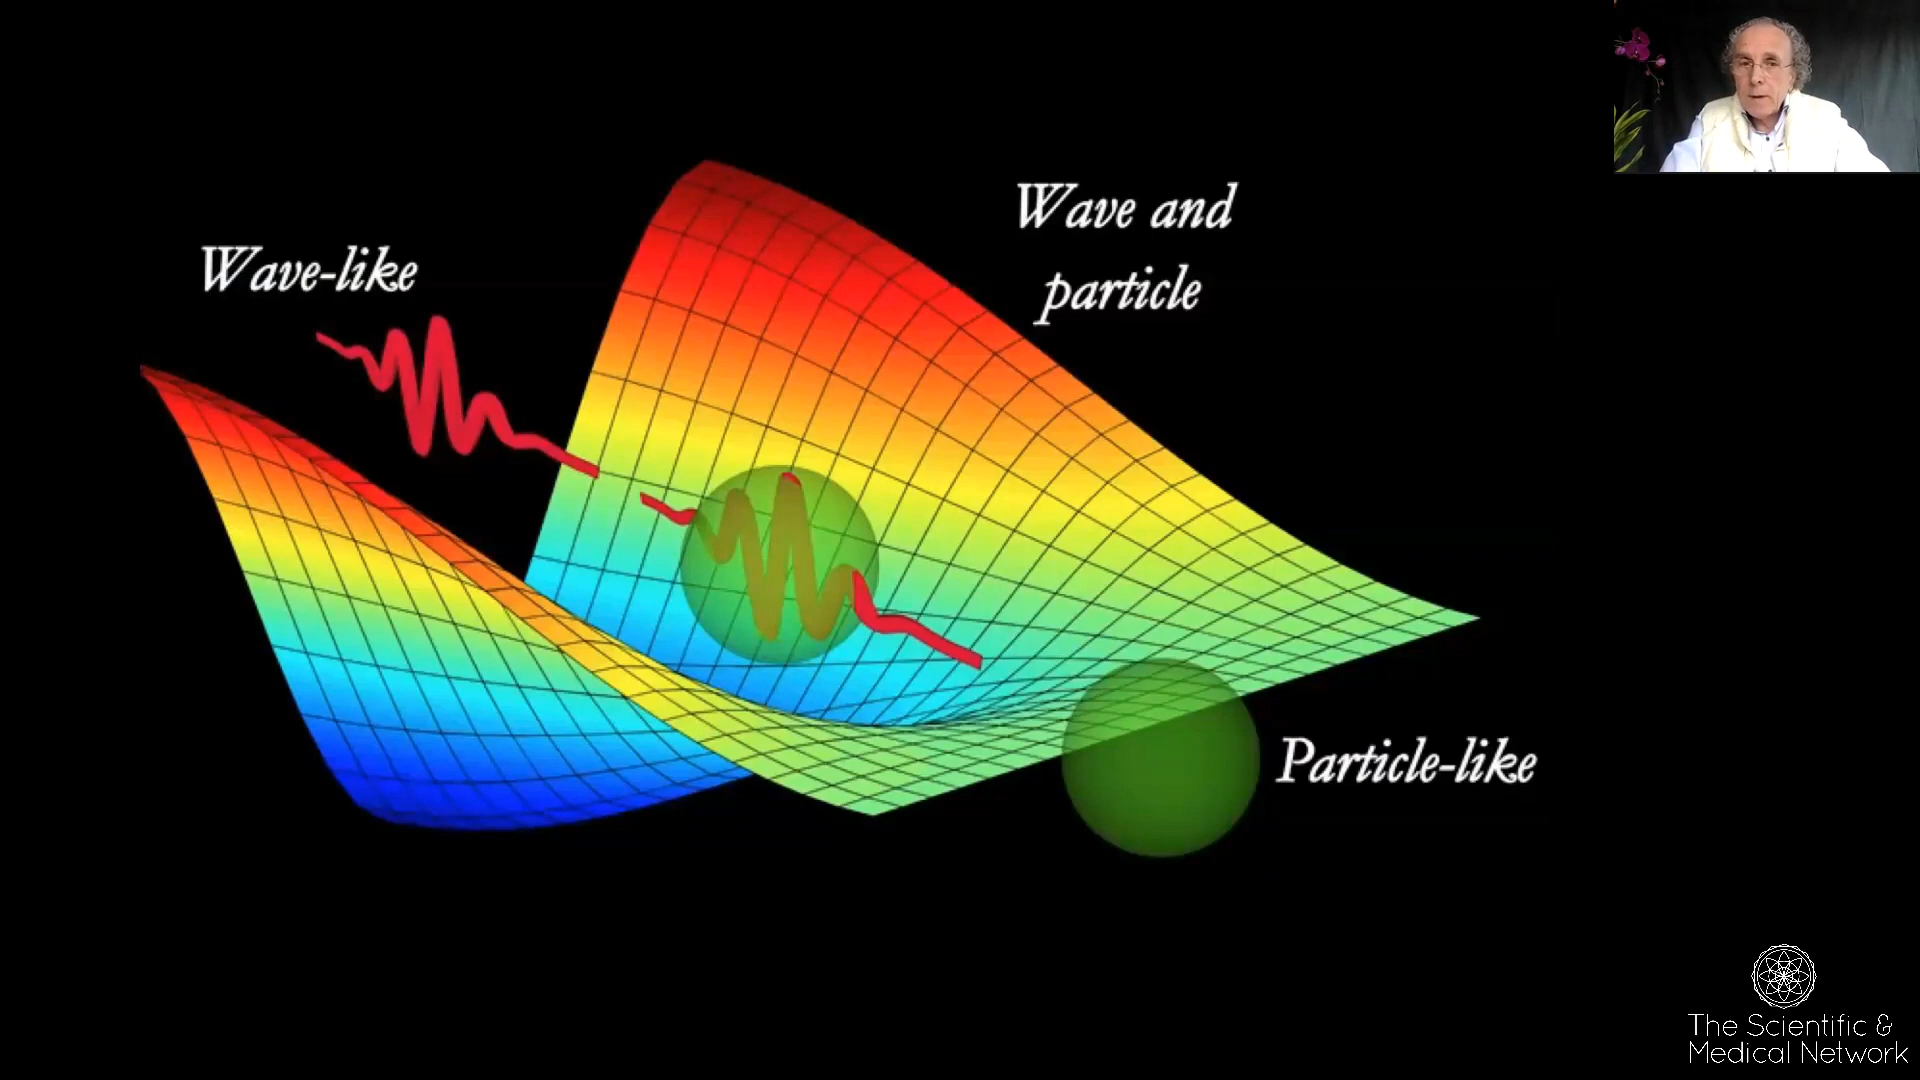 Wave-like
Wave and
particle
Particle-like
The Scientific &
Medical Network